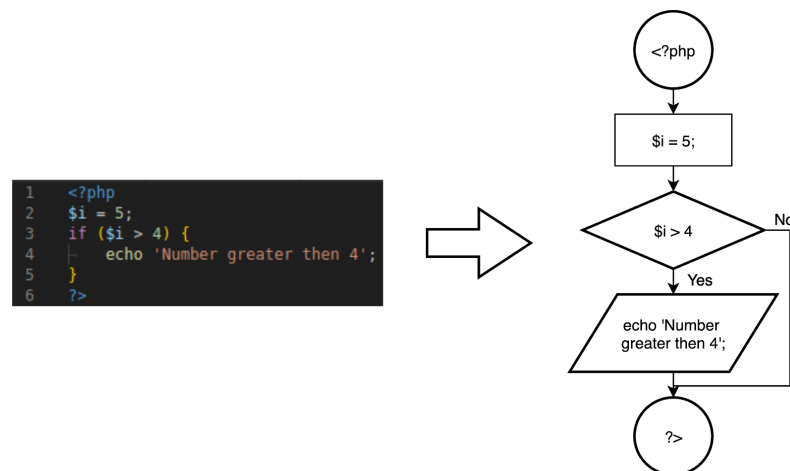 1 <?php
2 $i = 5;
3 if ($i > 4) {
4 echo 'Number greater then 4';
5 }
6 ?>
<?php
$i = 5;
$i > 4
No
Yes
echo 'Number
greater then 4';
?>